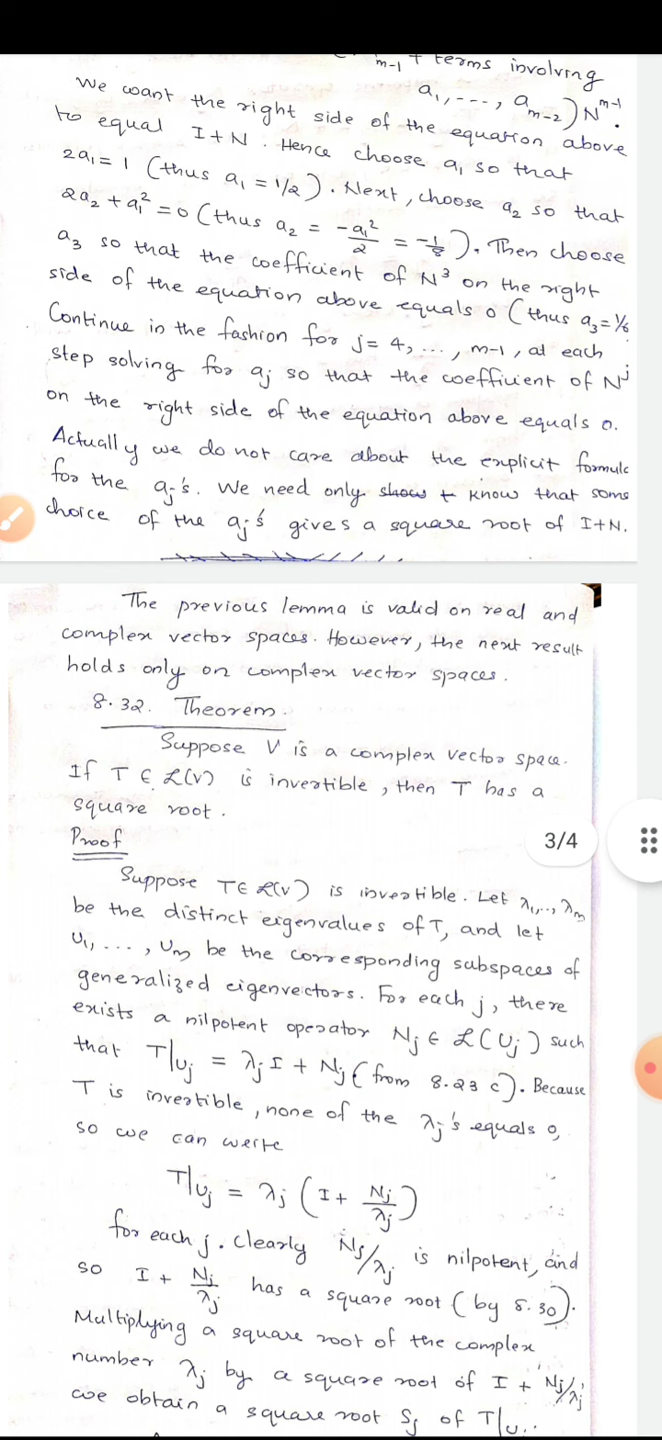 m-1 + terms involving
a₁, ---, a m-2) N^m-1.
We want the right side of the equation above
to equal I+N. Hence choose a₁ so that
2a₁ = 1 (thus a₁ = 1/2). Next, choose a₂ so that
2a₂ + a₁² = 0 (thus a₂ = -a₁²/2 = -1/8). Then choose
a₃ so that the coefficient of N³ on the right
side of the equation above equals 0 (thus a₃ = 1/6
Continue in the fashion for j = 4, ..., m-1, at each
step solving for aⱼ so that the coefficient of Nʲ
on the right side of the equation above equals 0.
Actually we do not care about the explicit formula
for the aⱼ's. We need only show t know that some
choice of the aⱼ's gives a square root of I+N.
The previous lemma is valid on real and
complex vector spaces. However, the next result
holds only on complex vector spaces.
8.32. Theorem.
Suppose V is a complex vector space.
If T ∈ L(V) is invertible, then T has a
square root.
Proof
3/4
Suppose T ∈ L(V) is invertible. Let λ₁,..., λm
be the distinct eigenvalues of T, and let
U₁, ..., Um be the corresponding subspaces of
generalized eigenvectors. For each j, there
exists a nilpotent operator Nⱼ ∈ L(Uⱼ) such
that T|Uⱼ = λⱼI + Nⱼ (from 8.23 c). Because
T is invertible, none of the λⱼ's equals 0,
so we can write
T|Uⱼ = λⱼ (I + Nⱼ/λⱼ)
for each j. Clearly Nⱼ/λⱼ is nilpotent, and
so I + Nⱼ/λⱼ has a square root (by 8.30).
Multiplying a square root of the complex
number λⱼ by a square root of I + Nⱼ/λⱼ
we obtain a square root Sⱼ of T|U..